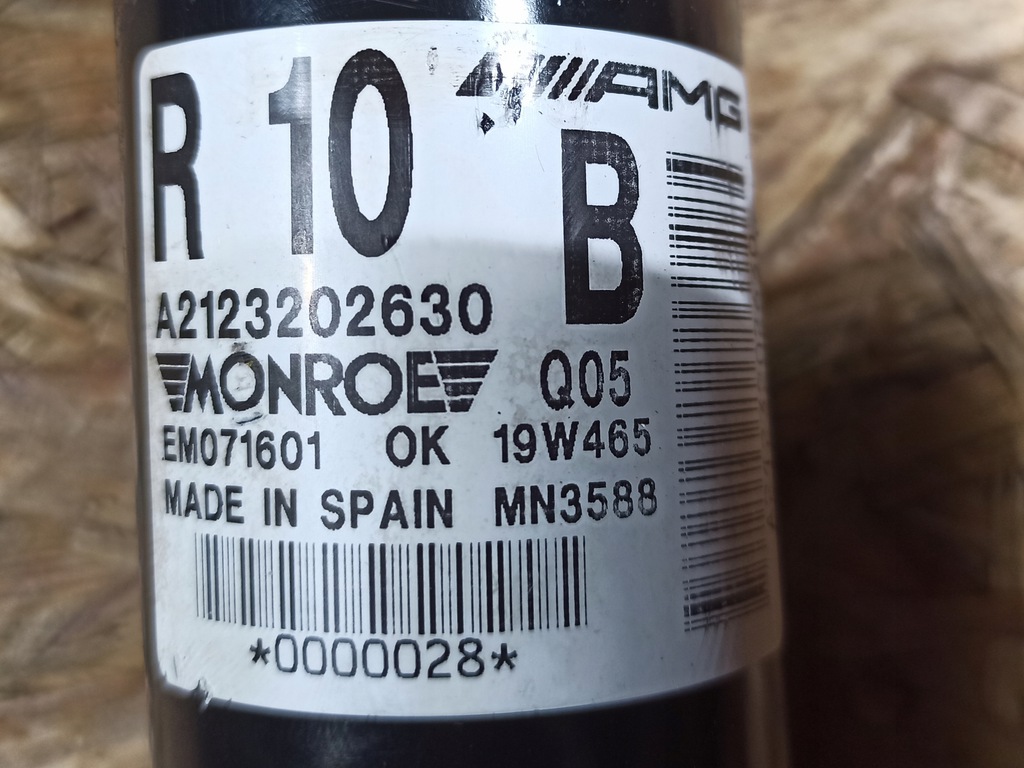 R 10 AMG
B
A2123202630
MONROE Q05
EM071601 OK 19W465
MADE IN SPAIN MN3588
*0000028*